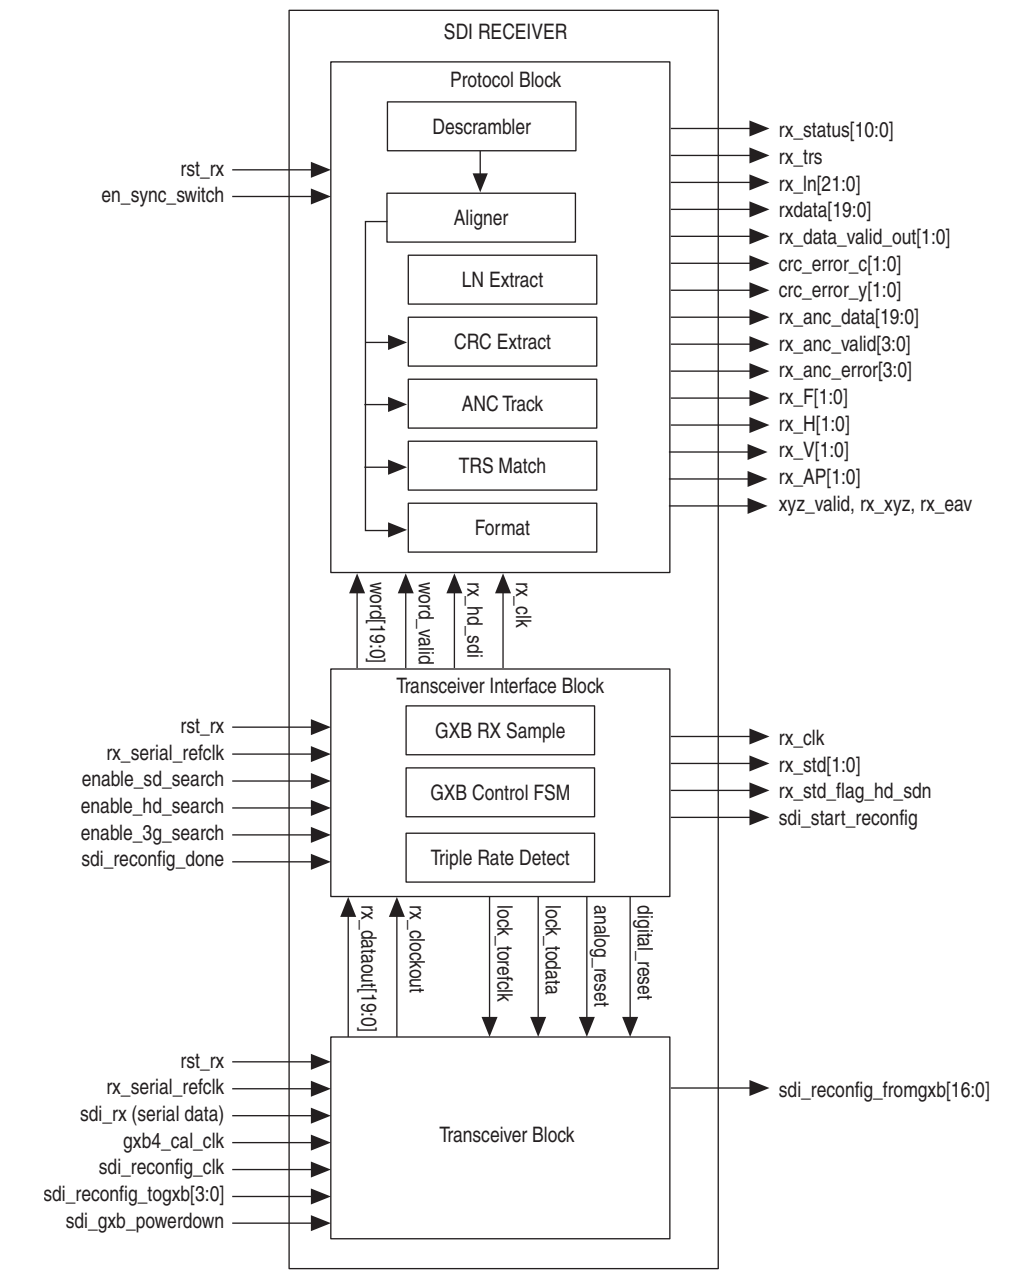 SDI RECEIVER
Protocol Block
Descrambler
Aligner
LN Extract
CRC Extract
ANC Track
TRS Match
Format
rst_rx
en_sync_switch
rx_status[10:0]
rx_trs
rx_ln[21:0]
rxdata[19:0]
rx_data_valid_out[1:0]
crc_error_c[1:0]
crc_error_y[1:0]
rx_anc_data[19:0]
rx_anc_valid[3:0]
rx_anc_error[3:0]
rx_F[1:0]
rx_H[1:0]
rx_V[1:0]
rx_AP[1:0]
xyz_valid, rx_xyz, rx_eav
word[19:0]
word_valid
rx_hd_sdi
rx_clk
Transceiver Interface Block
GXB RX Sample
GXB Control FSM
Triple Rate Detect
rst_rx
rx_serial_refclk
enable_sd_search
enable_hd_search
enable_3g_search
sdi_reconfig_done
rx_clk
rx_std[1:0]
rx_std_flag_hd_sdn
sdi_start_reconfig
rx_dataout[19:0]
rx_clockout
lock_torefclk
lock_todata
analog_reset
digital_reset
rst_rx
rx_serial_refclk
sdi_rx (serial data)
gxb4_cal_clk
sdi_reconfig_clk
sdi_reconfig_togxb[3:0]
sdi_gxb_powerdown
Transceiver Block
sdi_reconfig_fromgxb[16:0]